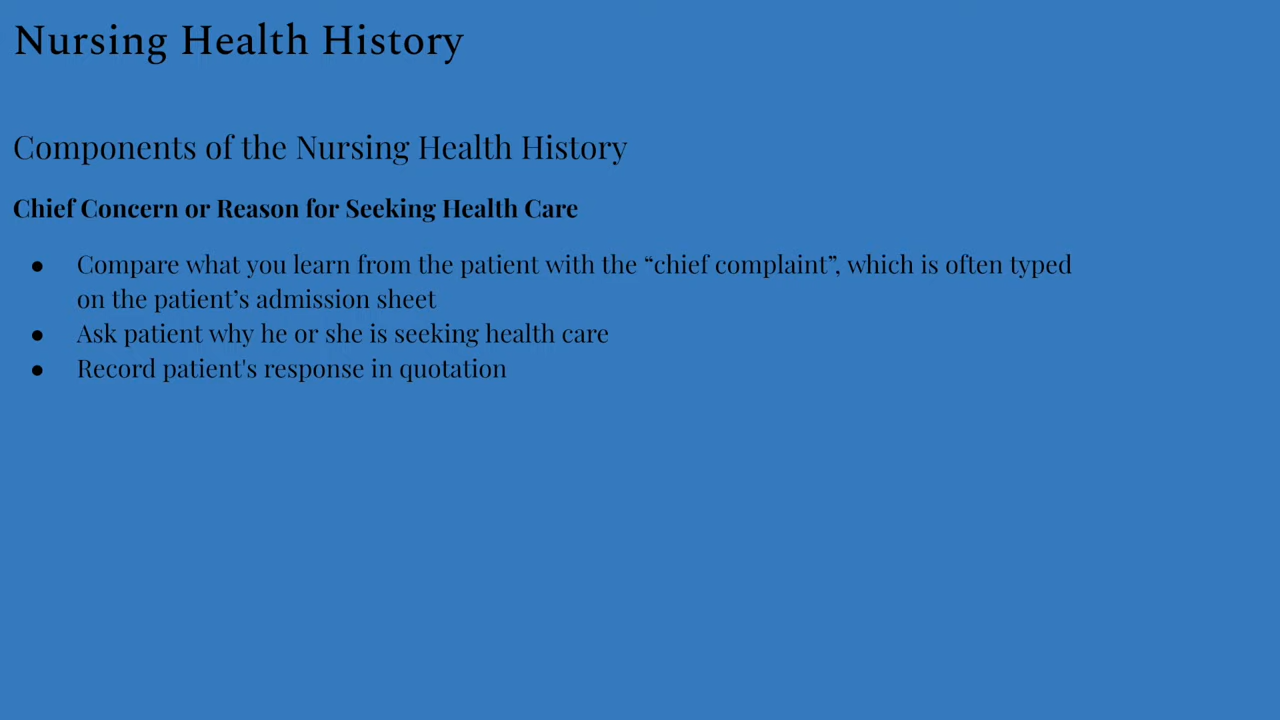 Nursing Health History
Components of the Nursing Health History
Chief Concern or Reason for Seeking Health Care
● Compare what you learn from the patient with the “chief complaint”, which is often typed
on the patient’s admission sheet
● Ask patient why he or she is seeking health care
● Record patient's response in quotation